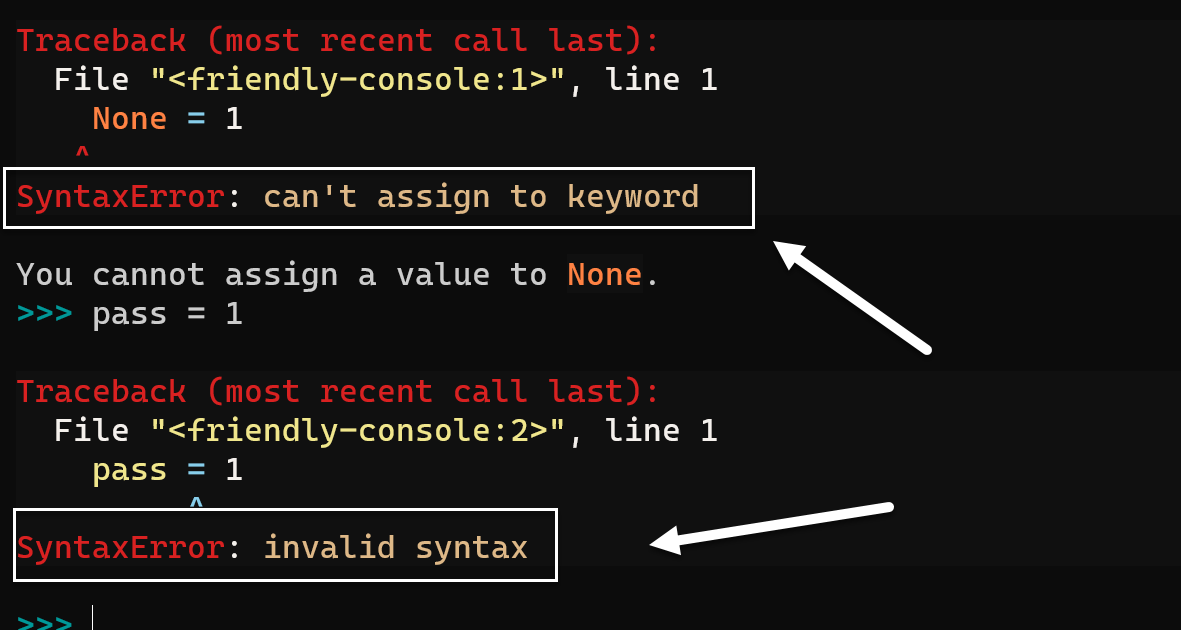 Traceback (most recent call last):
  File "<friendly-console:1>", line 1
    None = 1
   ^
SyntaxError: can't assign to keyword
You cannot assign a value to None.
>>> pass = 1
Traceback (most recent call last):
  File "<friendly-console:2>", line 1
    pass = 1
         ^
SyntaxError: invalid syntax
>>>